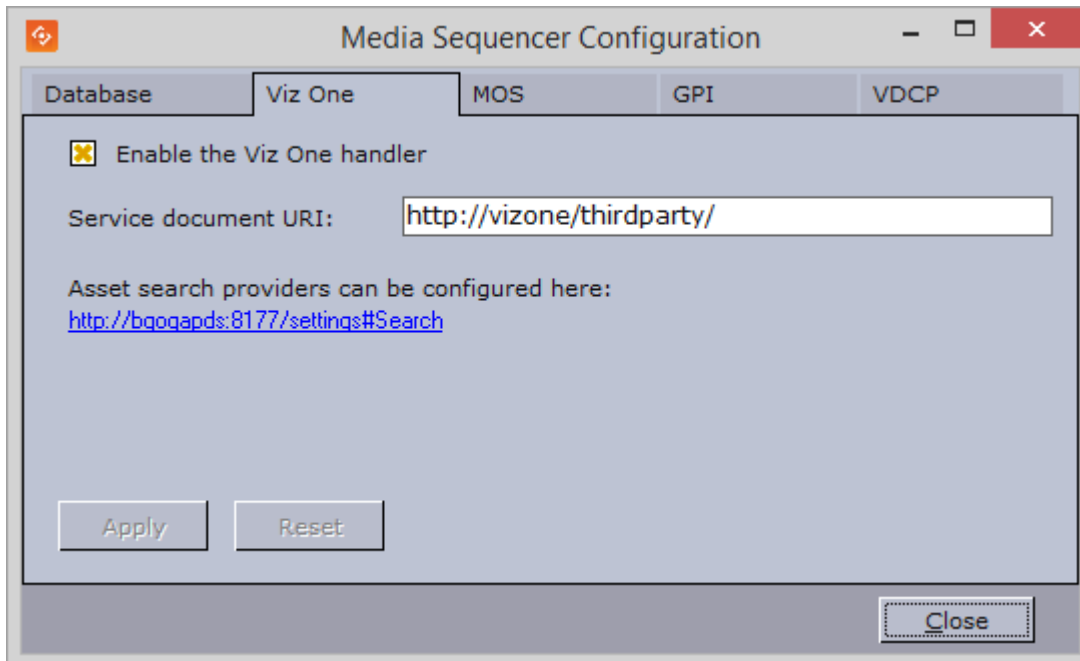 Media Sequencer Configuration
Database Viz One MOS GPI VDCP
Enable the Viz One handler
Service document URI: http://vizone/thirdparty/
Asset search providers can be configured here:
http://bgogapds:8177/settings#Search
Apply Reset
Close